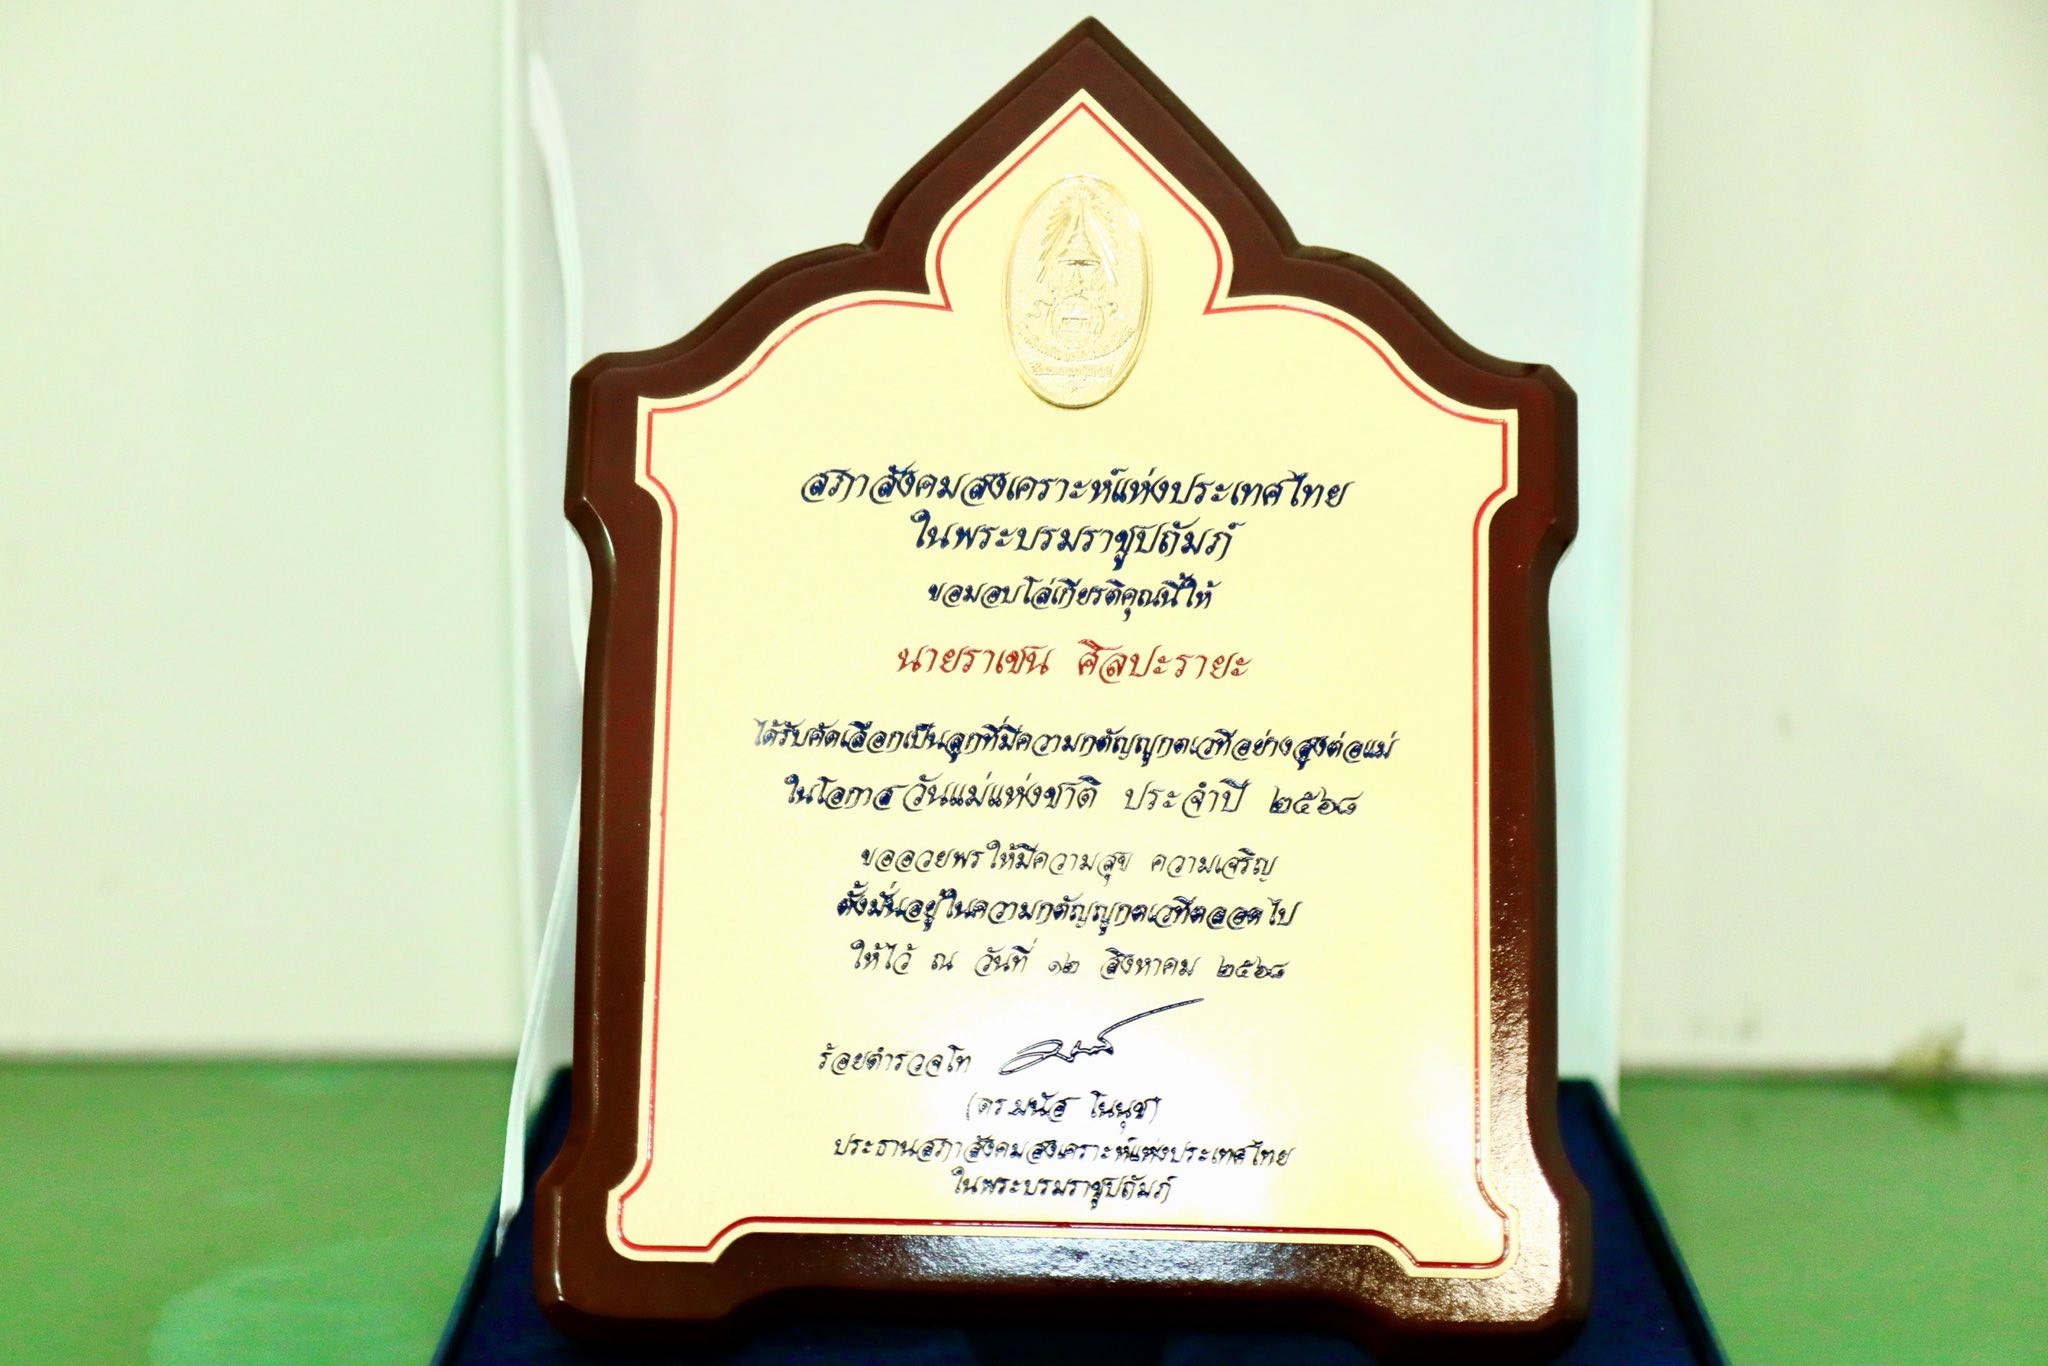 สภาสังคมสงเคราะห์แห่งประเทศไทย
ในพระบรมราชูปถัมภ์
ขอมอบโล่เกียรติคุณนี้ให้
นายราเชน ศิลปะรายะ
ได้รับคัดเลือกเป็นลูกที่มีความกตัญญูกตเวทีอย่างสูงต่อแม่
ในโอกาสวันแม่แห่งชาติ ประจำปี ๒๕๖๘
ขออวยพรให้มีความสุข ความเจริญ
ตั้งมั่นอยู่ในความกตัญญูกตเวทีตลอดไป
ให้ไว้ ณ วันที่ ๑๒ สิงหาคม ๒๕๖๘
ร้อยตำรวจโท
(ดร.มนัส โนนุช)
ประธานสภาสังคมสงเคราะห์แห่งประเทศไทย
ในพระบรมราชูปถัมภ์